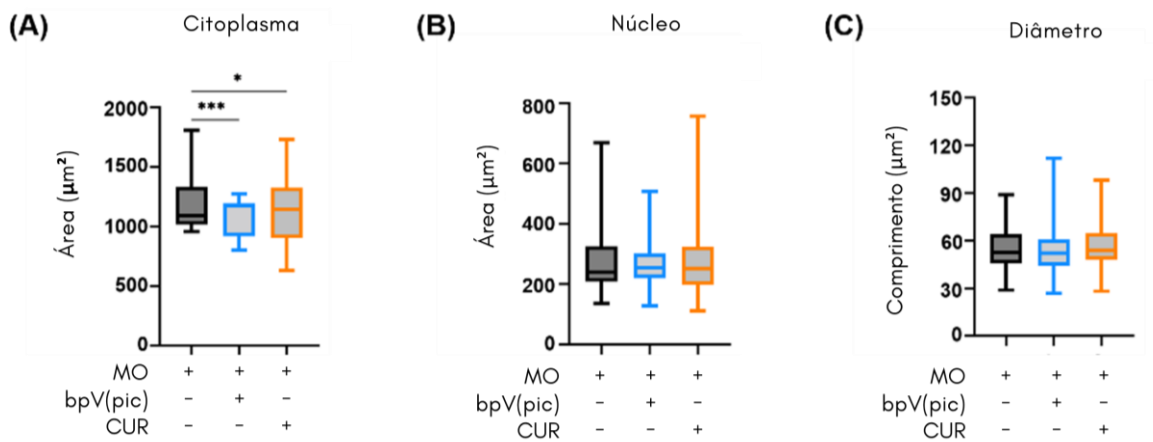 (A) Citoplasma
*
***
Área (µm²)
2000
1500
1000
500
0
MO + + +
bpV(pic) - + -
CUR - - +
(B) Núcleo
Área (µm²)
800
600
400
200
0
MO + + +
bpV(pic) - + -
CUR - - +
(C) Diâmetro
Comprimento (µm²)
150
120
90
60
30
0
MO + + +
bpV(pic) - + -
CUR - - +